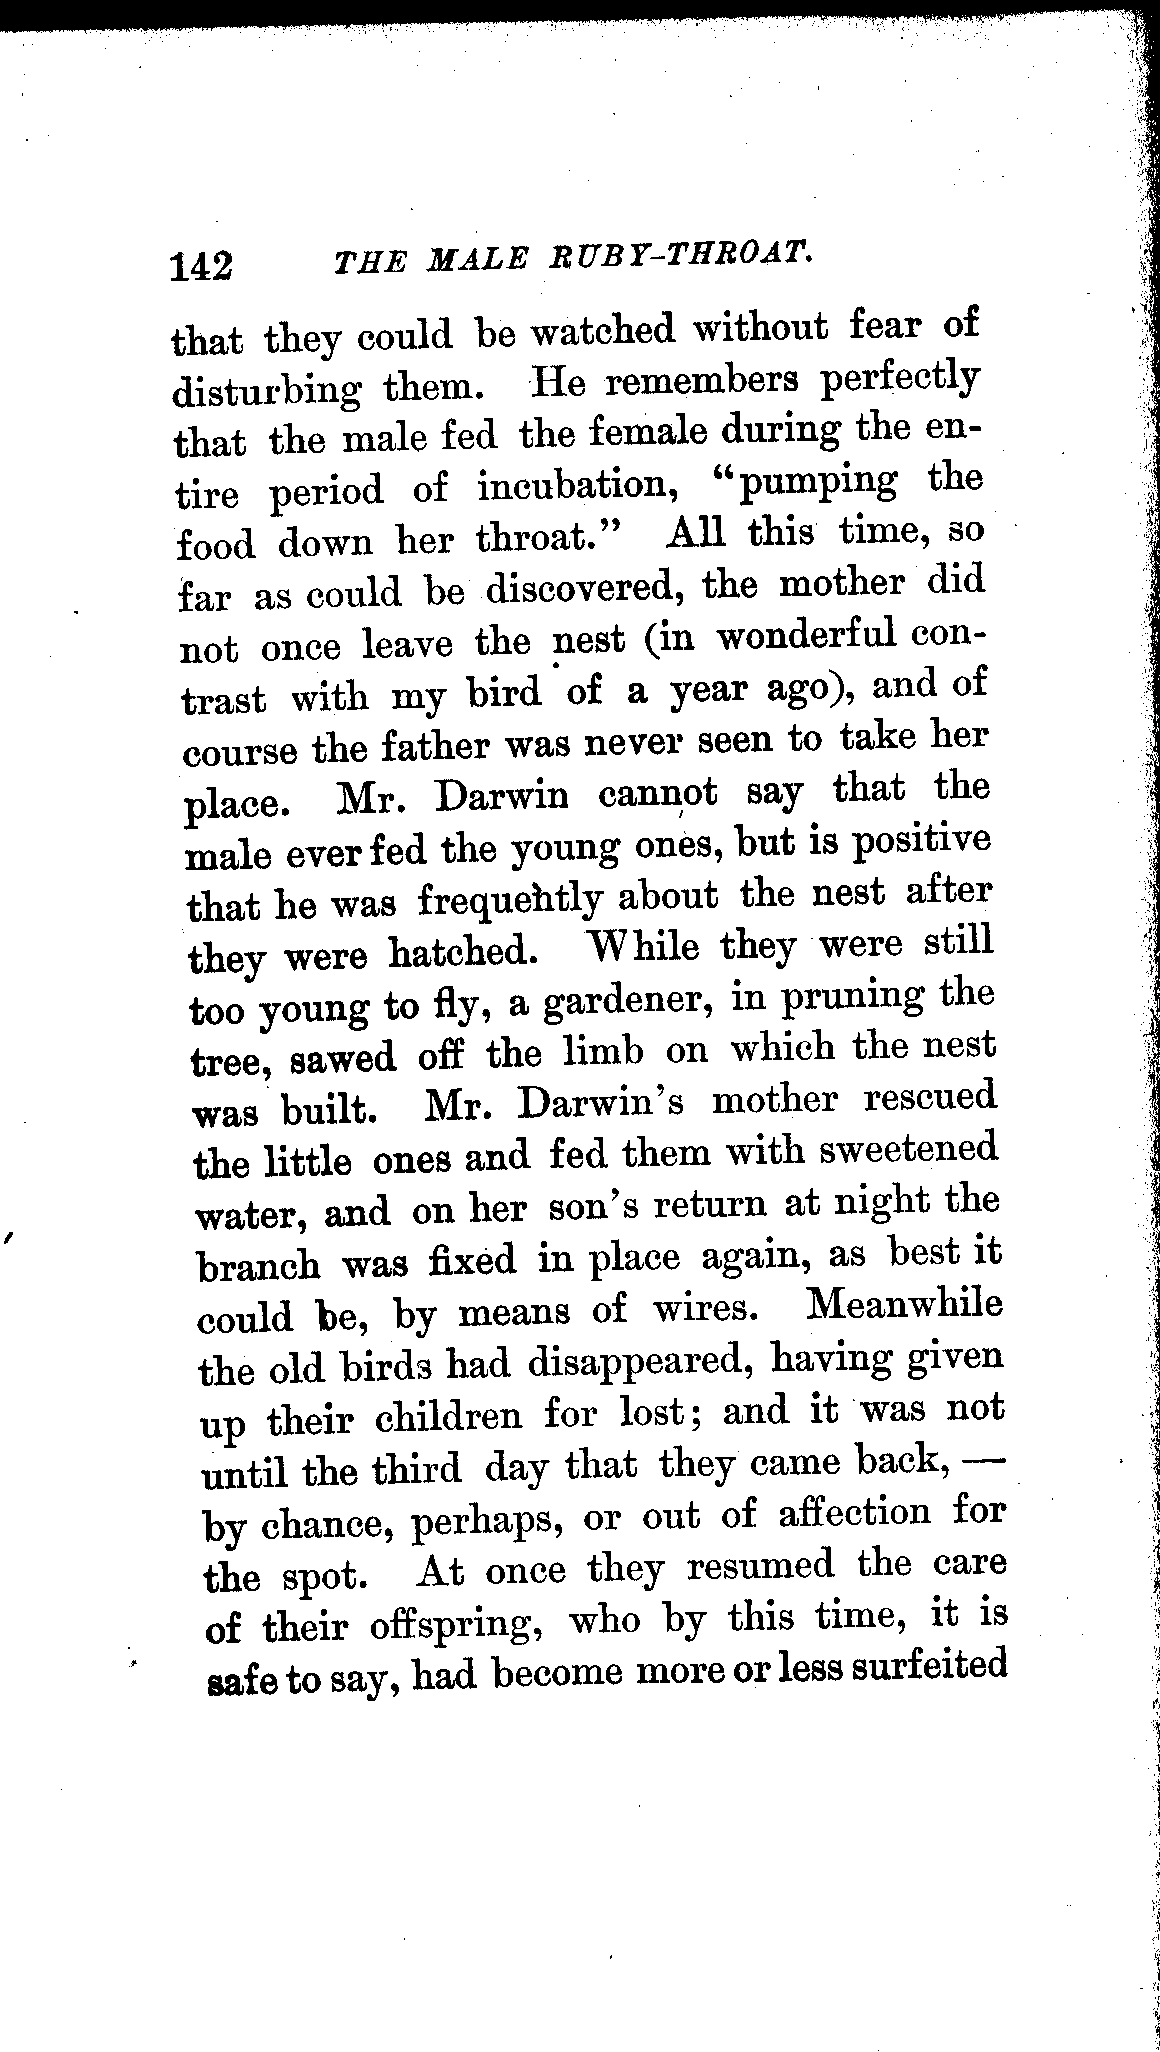 142 THE MALE RUBY-THROAT.
that they could be watched without fear of
disturbing them. He remembers perfectly
that the male fed the female during the en-
tire period of incubation, “pumping the
food down her throat.” All this time, so
far as could be discovered, the mother did
not once leave the nest (in wonderful con-
trast with my bird of a year ago), and of
course the father was never seen to take her
place. Mr. Darwin cannot say that the
male ever fed the young ones, but is positive
that he was frequently about the nest after
they were hatched. While they were still
too young to fly, a gardener, in pruning the
tree, sawed off the limb on which the nest
was built. Mr. Darwin’s mother rescued
the little ones and fed them with sweetened
water, and on her son’s return at night the
branch was fixed in place again, as best it
could be, by means of wires. Meanwhile
the old birds had disappeared, having given
up their children for lost; and it was not
until the third day that they came back, —
by chance, perhaps, or out of affection for
the spot. At once they resumed the care
of their offspring, who by this time, it is
safe to say, had become more or less surfeited